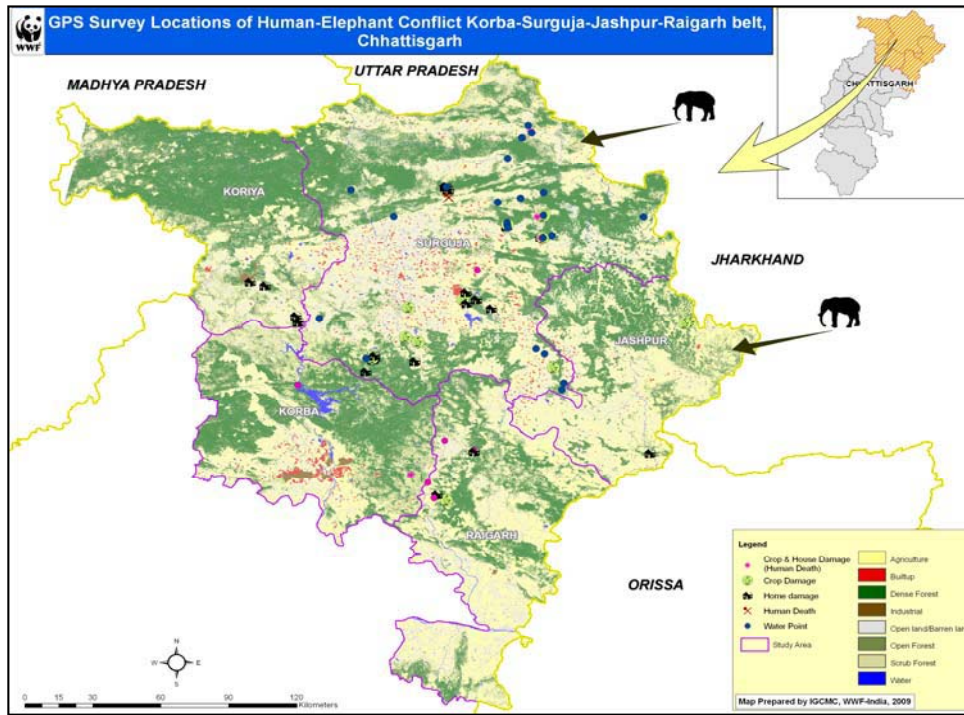 GPS Survey Locations of Human-Elephant Conflict Korba-Surguja-Jashpur-Raigarh belt,
Chhattisgarh
WWF
UTTAR PRADESH
MADHYA PRADESH
CHHATTISGARH
KORIYA
SURGUJA
JHARKHAND
JASHPUR
KORBA
RAIGARH
ORISSA
N
W E
S
0 15 30 60 90 120
Kilometers
Legend
Crop & House Damage
(Human Death)
Crop Damage
Home damage
Human Death
Water Point
Study Area
Agriculture
Builtup
Dense Forest
Industrial
Open land/Barren lan
Open Forest
Scrub Forest
Water
Map Prepared by IGCMC, WWF-India, 2009